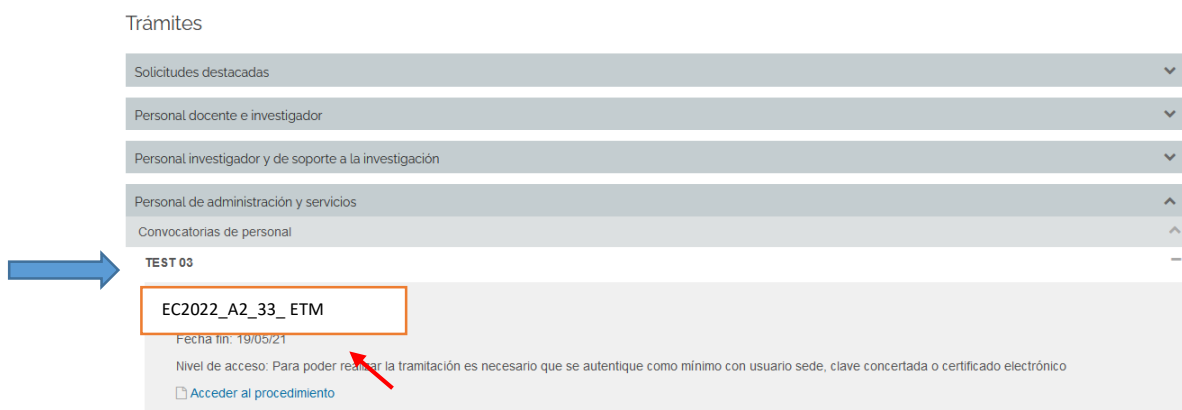 Trámites
Solicitudes destacadas
Personal docente e investigador
Personal investigador y de soporte a la investigación
Personal de administración y servicios
Convocatorias de personal
TEST 03
EC2022_A2_33_ ETM
Fecha fin: 19/05/21
Nivel de acceso: Para poder realizar la tramitación es necesario que se autentique como mínimo con usuario sede, clave concertada o certificado electrónico
Acceder al procedimiento